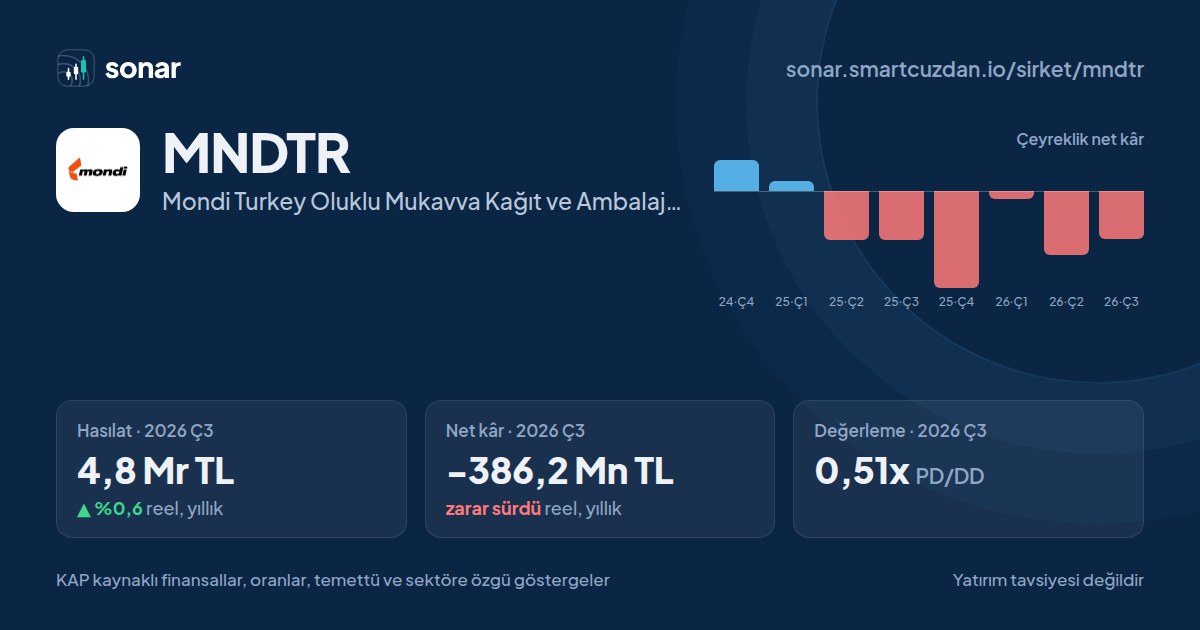 sonar
sonar.smartcuzdan.io/sirket/mndtr
mondi
MNDTR
Mondi Turkey Oluklu Mukavva Kağıt ve Ambalaj...
Çeyreklik net kâr
24·Ç4 25·Ç1 25·Ç2 25·Ç3 25·Ç4 26·Ç1 26·Ç2 26·Ç3
Hasılat · 2026 Ç3
4,8 Mr TL
▲ %0,6 reel, yıllık
Net kâr · 2026 Ç3
−386,2 Mn TL
zarar sürdü reel, yıllık
Değerleme · 2026 Ç3
0,51x PD/DD
KAP kaynaklı finansallar, oranlar, temettü ve sektöre özgü göstergeler
Yatırım tavsiyesi değildir